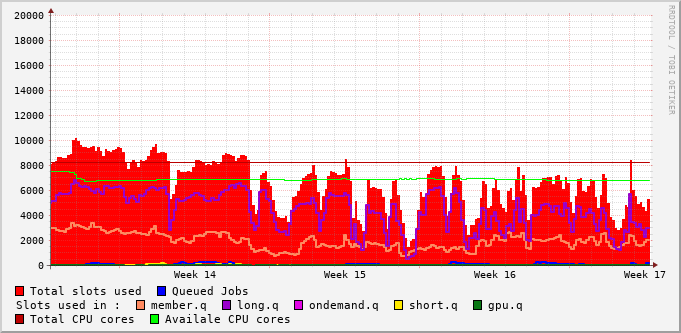 RRDTOOL / TOBI OETIKER
20000
18000
16000
14000
12000
10000
8000
6000
4000
2000
0
Week 14 Week 15 Week 16 Week 17
Total slots used Queued Jobs
Slots used in : member.q long.q ondemand.q short.q gpu.q
Total CPU cores Availale CPU cores